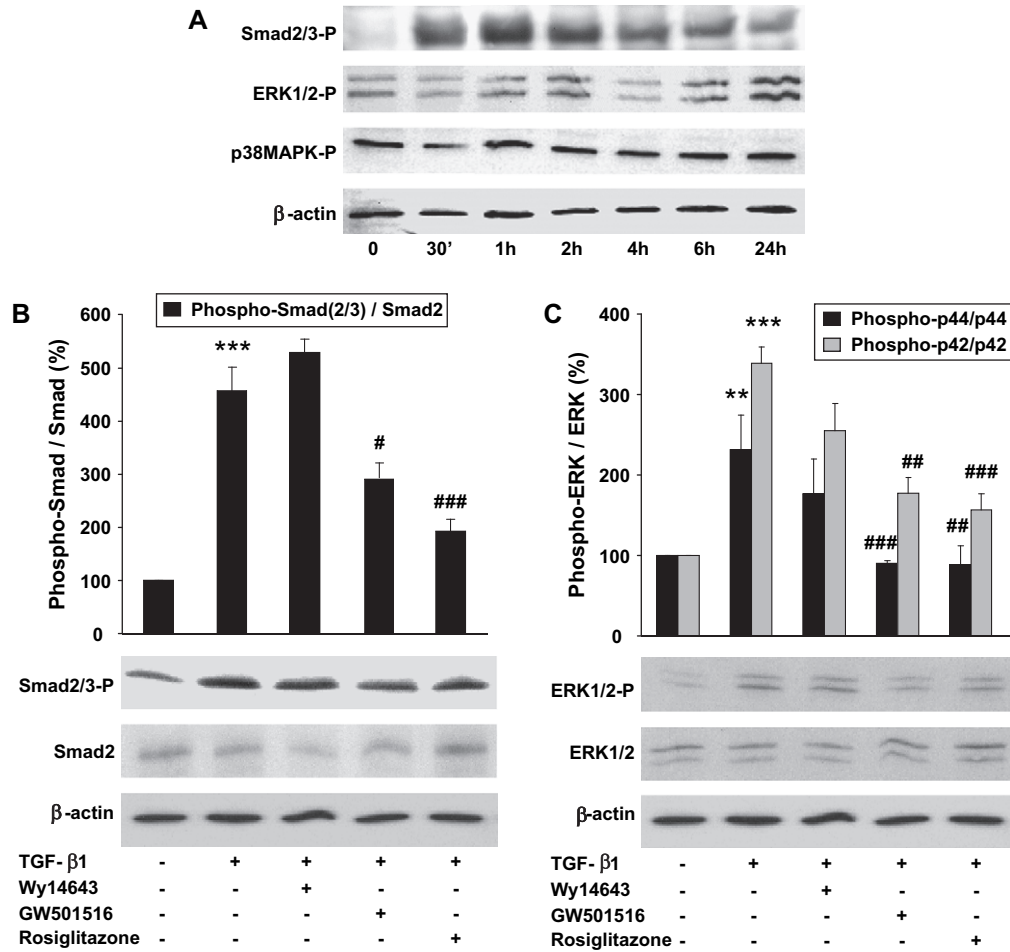 A
Smad2/3-P
ERK1/2-P
p38MAPK-P
β-actin
0 30' 1h 2h 4h 6h 24h
B
Phospho-Smad(2/3) / Smad2
Phospho-Smad / Smad (%)
600
500
400
300
200
100
0
***
#
###
Smad2/3-P
Smad2
β-actin
TGF-β1 - + + + +
Wy14643 - - + - -
GW501516 - - - + -
Rosiglitazone - - - - +
C
Phospho-p44/p44
Phospho-p42/p42
Phospho-ERK / ERK (%)
400
300
200
100
0
**
***
###
##
##
###
ERK1/2-P
ERK1/2
β-actin
TGF-β1 - + + + +
Wy14643 - - + - -
GW501516 - - - + -
Rosiglitazone - - - - +